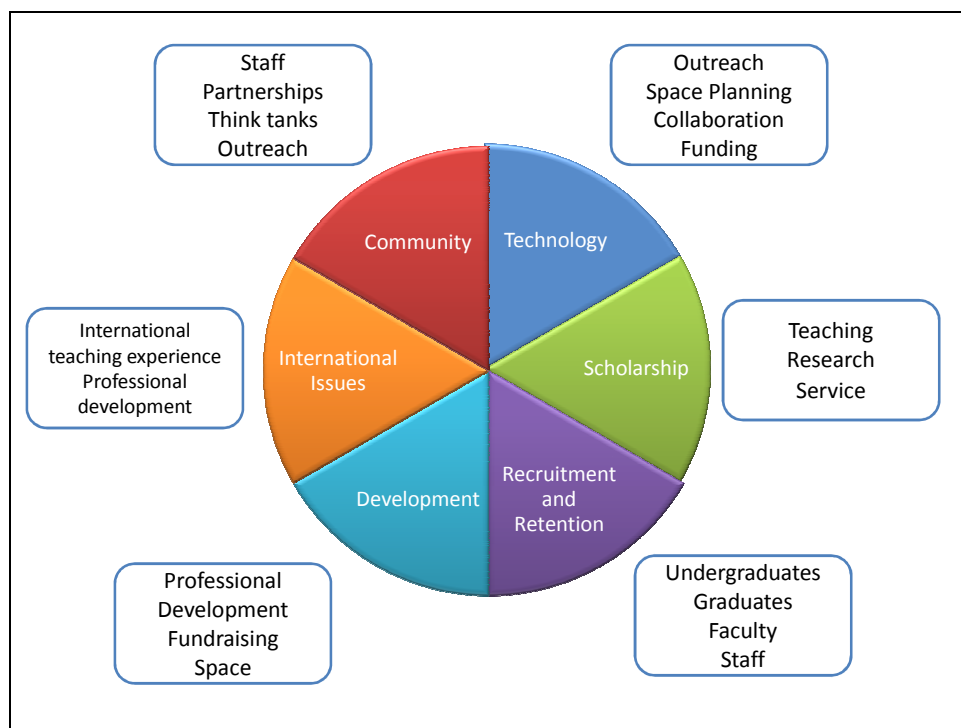 Staff
Partnerships
Think tanks
Outreach
Outreach
Space Planning
Collaboration
Funding
Community
Technology
International
teaching experience
Professional
development
International
Issues
Scholarship
Teaching
Research
Service
Development
Recruitment
and
Retention
Professional
Development
Fundraising
Space
Undergraduates
Graduates
Faculty
Staff